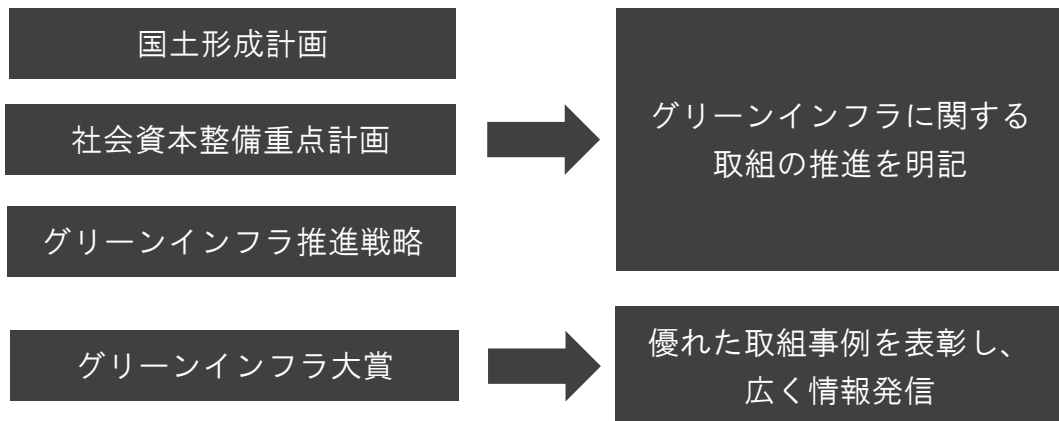 国土形成計画
社会資本整備重点計画
グリーンインフラ推進戦略
グリーンインフラに関する
取組の推進を明記
グリーンインフラ大賞
優れた取組事例を表彰し、
広く情報発信